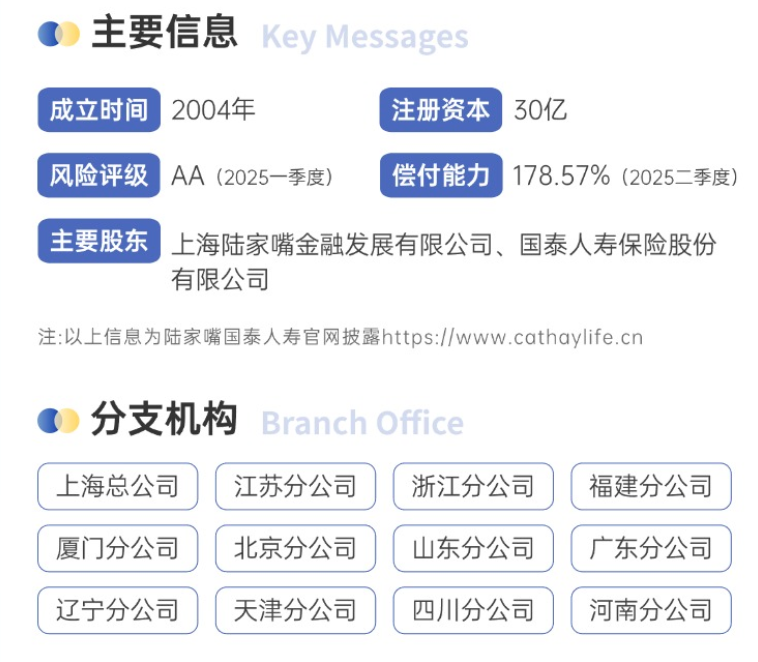 主要信息 Key Messages
成立时间 2004年 注册资本 30亿
风险评级 AA（2025一季度） 偿付能力 178.57%（2025二季度）
主要股东 上海陆家嘴金融发展有限公司、国泰人寿保险股份
有限公司
注:以上信息为陆家嘴国泰人寿官网披露https://www.cathaylife.cn
分支机构 Branch Office
上海总公司 江苏分公司 浙江分公司 福建分公司
厦门分公司 北京分公司 山东分公司 广东分公司
辽宁分公司 天津分公司 四川分公司 河南分公司